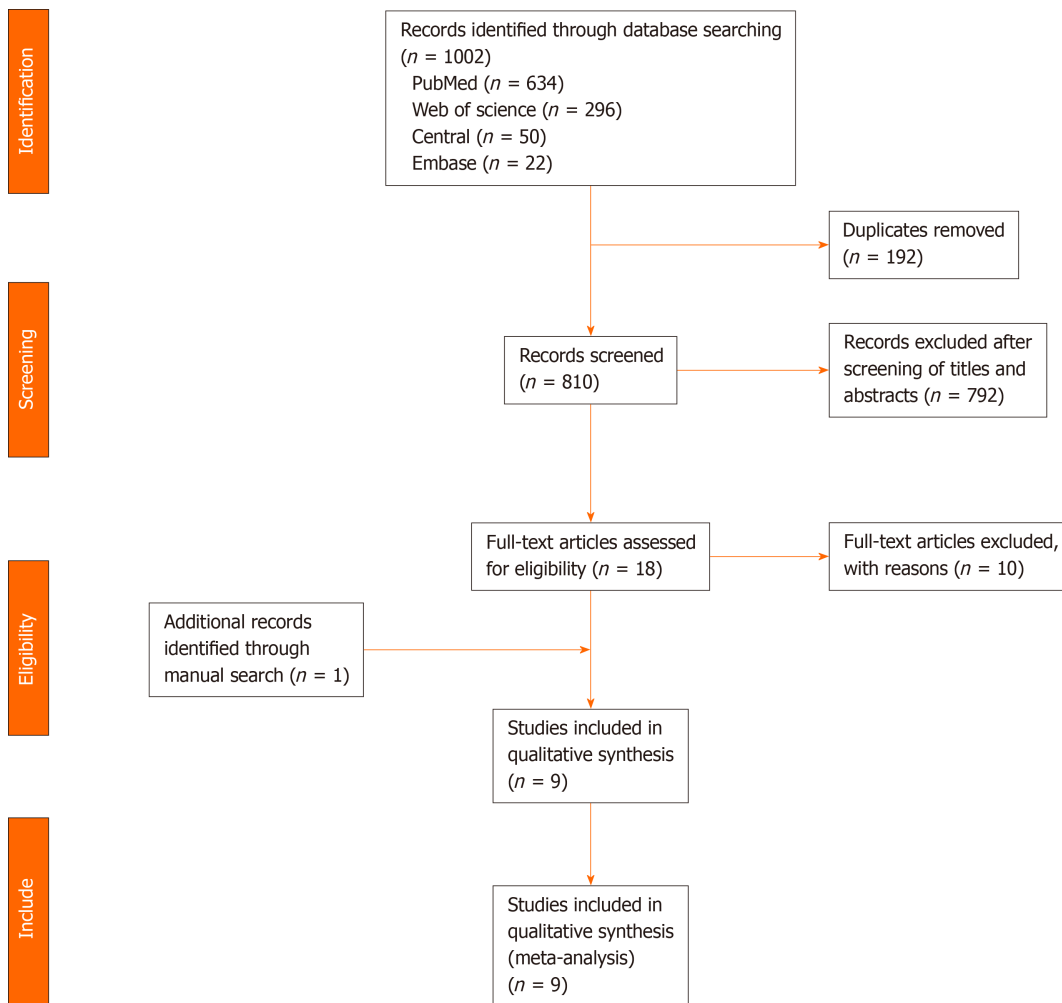 Identification
Records identified through database searching
(n = 1002)
PubMed (n = 634)
Web of science (n = 296)
Central (n = 50)
Embase (n = 22)
Duplicates removed
(n = 192)
Screening
Records screened
(n = 810)
Records excluded after
screening of titles and
abstracts (n = 792)
Eligibility
Full-text articles assessed
for eligibility (n = 18)
Full-text articles excluded,
with reasons (n = 10)
Additional records
identified through
manual search (n = 1)
Studies included in
qualitative synthesis
(n = 9)
Include
Studies included in
qualitative synthesis
(meta-analysis)
(n = 9)